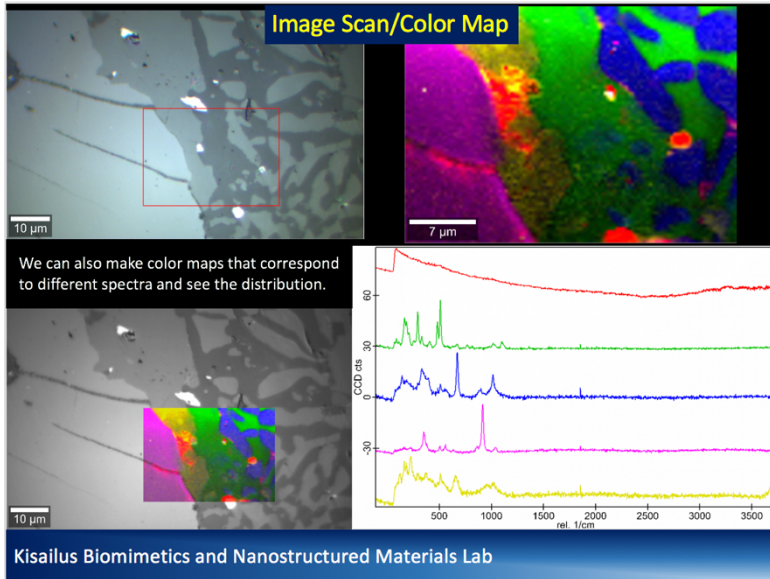 Image Scan/Color Map
10 µm
7 µm
We can also make color maps that correspond
to different spectra and see the distribution.
10 µm
CCD cts
60
30
0
-30
500
1000
1500
2000
2500
3000
3500
rel. 1/cm
Kisailus Biomimetics and Nanostructured Materials Lab